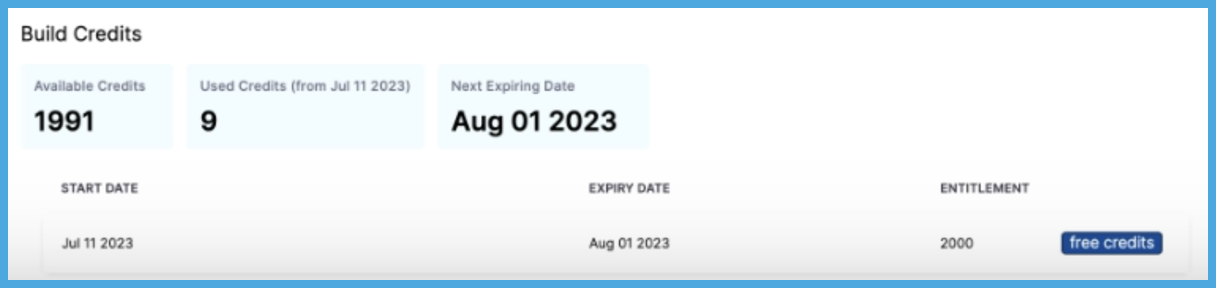 Build Credits
Available Credits Used Credits (from Jul 11 2023) Next Expiring Date
1991 9 Aug 01 2023
START DATE EXPIRY DATE ENTITLEMENT
Jul 11 2023 Aug 01 2023 2000 free credits